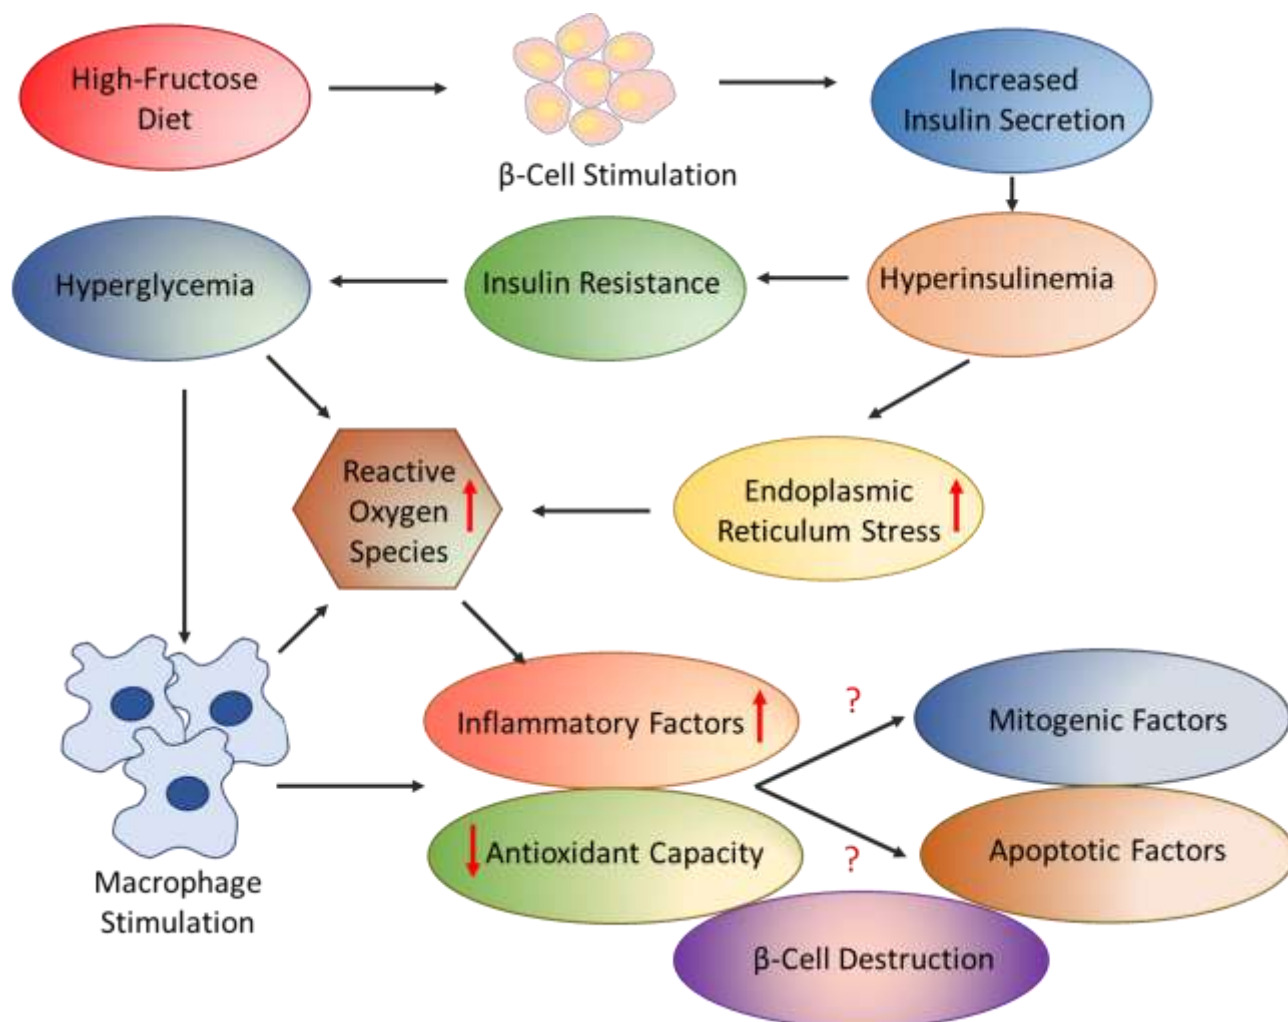 High-Fructose
Diet
β-Cell Stimulation
Increased
Insulin Secretion
Hyperglycemia
Insulin Resistance
Hyperinsulinemia
Reactive
Oxygen
Species
Endoplasmic
Reticulum Stress
Macrophage
Stimulation
Inflammatory Factors
?
Mitogenic Factors
Antioxidant Capacity
?
Apoptotic Factors
β-Cell Destruction